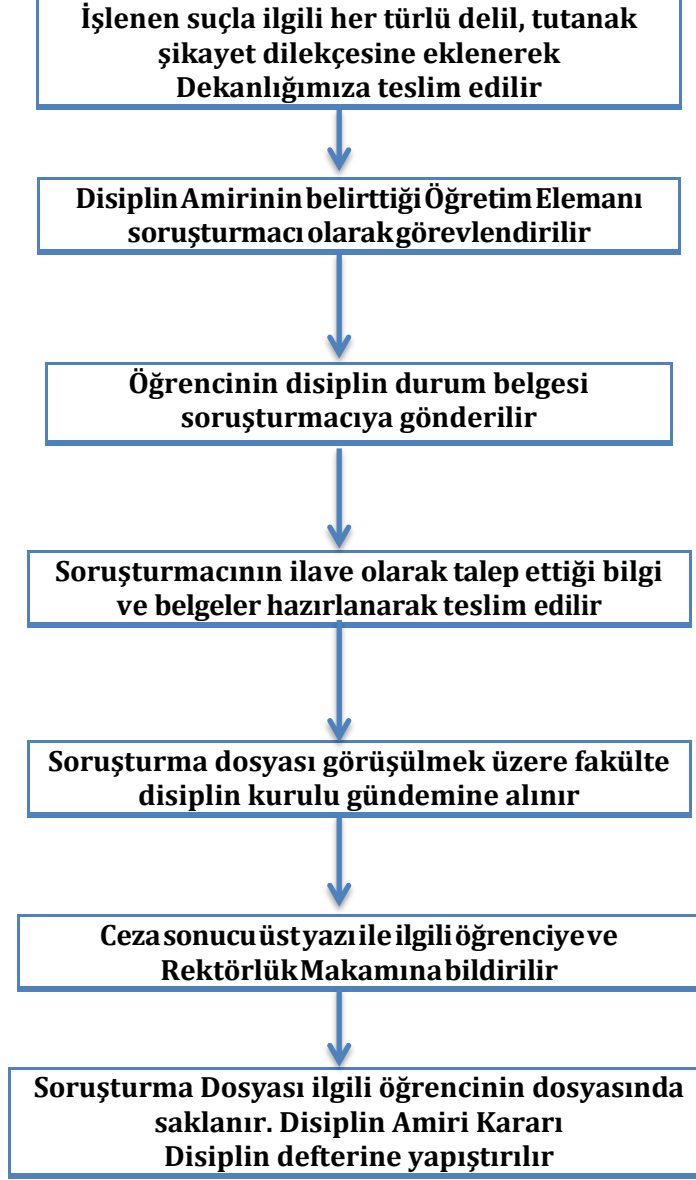 İşlenen suçla ilgili her türlü delil, tutanak
şikayet dilekçesine eklenerek
Dekanlığımıza teslim edilir
Disiplin Amirinin belirttiği Öğretim Elemanı
soruşturmacı olarak görevlendirilir
Öğrencinin disiplin durum belgesi
soruşturmacıya gönderilir
Soruşturmacının ilave olarak talep ettiği bilgi
ve belgeler hazırlanarak teslim edilir
Soruşturma dosyası görüşülmek üzere fakülte
disiplin kurulu gündemine alınır
Ceza sonucu üst yazı ile ilgili öğrenciye ve
Rektörlük Makamına bildirilir
Soruşturma Dosyası ilgili öğrencinin dosyasında
saklanır. Disiplin Amiri Kararı
Disiplin defterine yapıştırılır